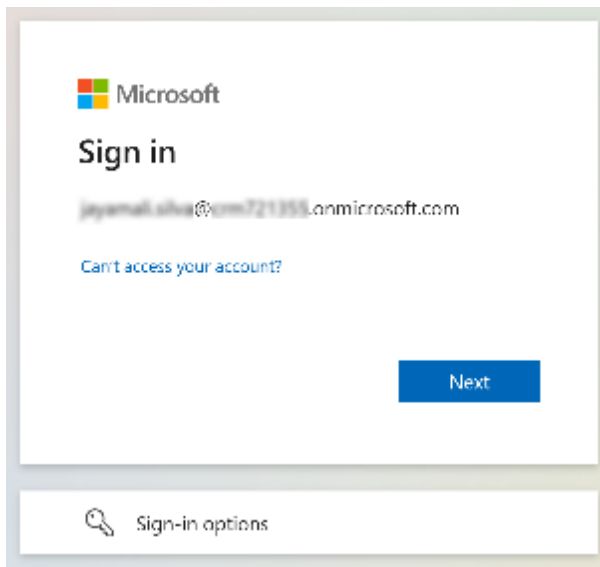 Microsoft
Sign in
@ .onmicrosoft.com
Can't access your account?
Next
Sign-in options